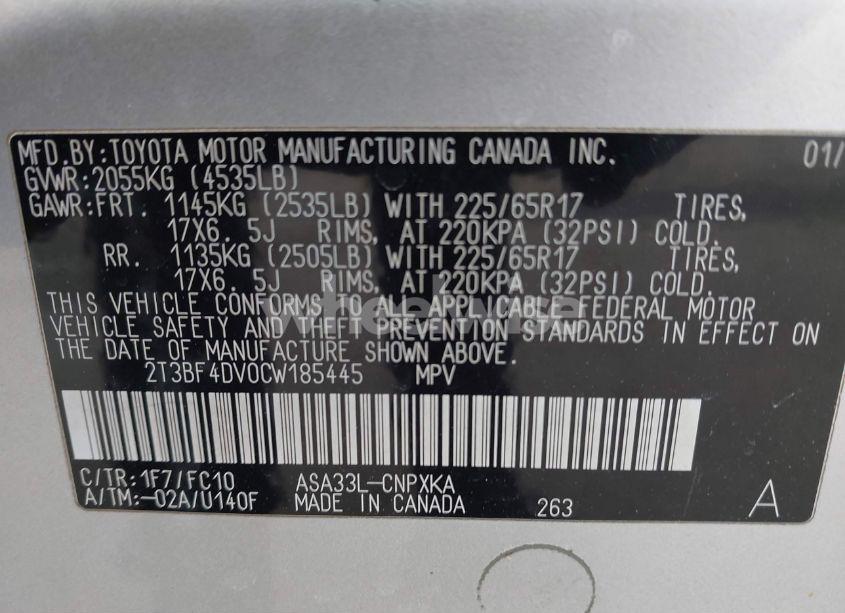 MFD.BY:TOYOTA MOTOR MANUFACTURING CANADA INC. 01/
GVWR:2055KG (4535LB)
GAWR:FRT. 1145KG (2535LB) WITH 225/65R17 TIRES,
17X6.5J RIMS, AT 220KPA (32PSI) COLD.
RR. 1135KG (2505LB) WITH 225/65R17 TIRES,
17X6.5J RIMS, AT 220KPA (32PSI) COLD.
THIS VEHICLE CONFORMS TO ALL APPLICABLE FEDERAL MOTOR
VEHICLE SAFETY AND THEFT PREVENTION STANDARDS IN EFFECT ON
THE DATE OF MANUFACTURE SHOWN ABOVE.
2T3BF4DV0CW185445 MPV
C/TR:1F7/FC10 ASA33L-CNPXKA
A/TM:-02A/U140F MADE IN CANADA 263 A